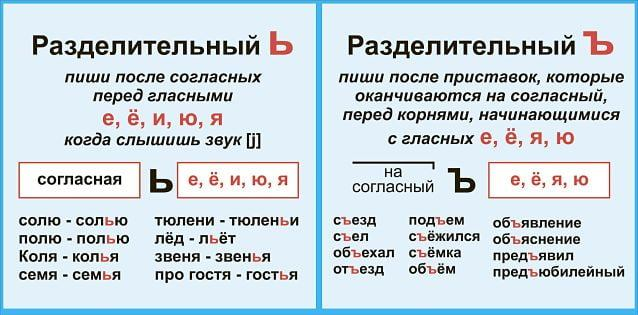 Разделительный Ь
пиши после согласных
перед гласными
е, ё, и, ю, я
когда слышишь звук [j]
согласная Ь е, ё, и, ю, я
солю - солью
полю - полью
Коля - колья
семя - семья
тюлени - тюленьи
лёд - льёт
звеня - звенья
про гостя - гостья
Разделительный Ъ
пиши после приставок, которые
оканчиваются на согласный,
перед корнями, начинающимися
с гласных е, ё, я, ю
на
согласный Ъ е, ё, я, ю
съезд
съел
объехал
отъезд
подъем
съёжился
съёмка
объём
объявление
объяснение
предъявил
предъюбилейный